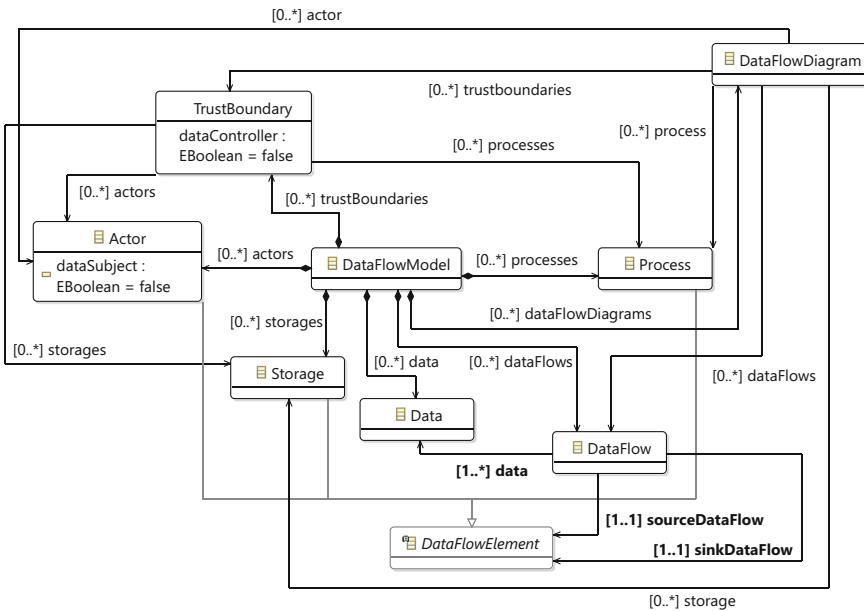 [0..*] actor
DataFlowDiagram
[0..*] trustboundaries
TrustBoundary
dataController :
EBoolean = false
[0..*] process
[0..*] processes
[0..*] actors
[0..*] trustBoundaries
Actor
dataSubject :
EBoolean = false
[0..*] actors
DataFlowModel
[0..*] processes
Process
[0..*] storages
[0..*] dataFlowDiagrams
[0..*] storages
[0..*] data
[0..*] dataFlows
[0..*] dataFlows
Storage
Data
DataFlow
[1..*] data
[1..1] sourceDataFlow
DataFlowElement
[1..1] sinkDataFlow
[0..*] storage